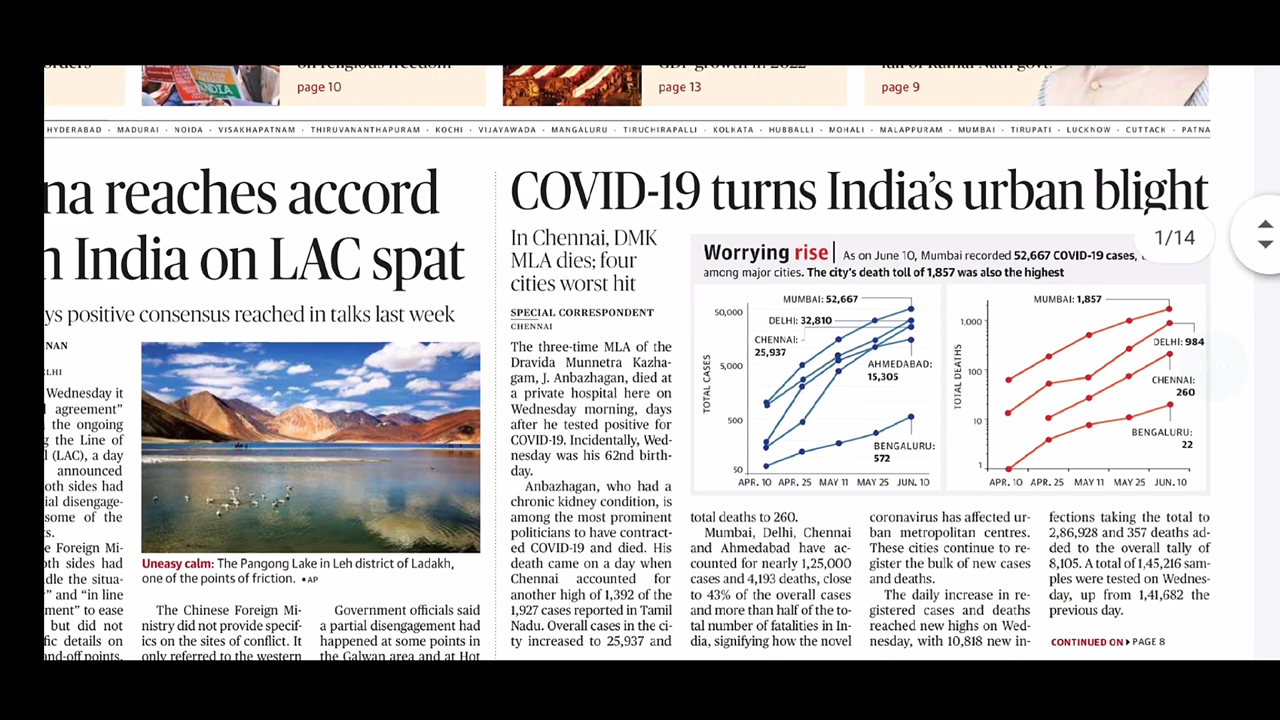 page 10
page 13
page 9
HYDERABAD · MADURAI · NOIDA · VISAKHAPATNAM · THIRUVANANTHAPURAM · KOCHI · VIJAYAWADA · MANGALURU · TIRUCHIRAPALLI · KOLKATA · HUBBALLI · MOHALI · MALAPPURAM · MUMBAI · TIRUPATI · LUCKNOW · CUTTACK · PATNA
na reaches accord
India on LAC spat
ys positive consensus reached in talks last week
NAN
ELHI
Wednesday it
agreement”
the ongoing
g the Line of
(LAC), a day
announced
oth sides had
ial disengage-
some of the
ts.
e Foreign Mi-
oth sides had
dle the situa-
” and “in line
ment” to ease
but did not
fic details on
and-off points.
INDIA
Uneasy calm: The Pangong Lake in Leh district of Ladakh,
one of the points of friction. ▪AP
The Chinese Foreign Mi-
nistry did not provide specif-
ics on the sites of conflict. It
only referred to the western
Government officials said
a partial disengagement had
happened at some points in
the Galwan area and at Hot
COVID-19 turns India’s urban blight
In Chennai, DMK
MLA dies; four
cities worst hit
SPECIAL CORRESPONDENT
CHENNAI
The three-time MLA of the
Dravida Munnetra Kazha-
gam, J. Anbazhagan, died at
a private hospital here on
Wednesday morning, days
after he tested positive for
COVID-19. Incidentally, Wed-
nesday was his 62nd birth-
day.
Anbazhagan, who had a
chronic kidney condition, is
among the most prominent
politicians to have contract-
ed COVID-19 and died. His
death came on a day when
Chennai accounted for
another high of 1,392 of the
1,927 cases reported in Tamil
Nadu. Overall cases in the ci-
ty increased to 25,937 and
1/14
Worrying rise | As on June 10, Mumbai recorded 52,667 COVID-19 cases,
among major cities. The city's death toll of 1,857 was also the highest
TOTAL CASES
50,000
5,000
500
50
MUMBAI: 52,667
DELHI: 32,810
CHENNAI:
25,937
AHMEDABAD:
15,305
BENGALURU:
572
APR. 10 APR. 25 MAY 11 MAY 25 JUN. 10
TOTAL DEATHS
1,000
100
10
1
MUMBAI: 1,857
DELHI: 984
CHENNAI:
260
BENGALURU:
22
APR. 10 APR. 25 MAY 11 MAY 25 JUN. 10
total deaths to 260.
Mumbai, Delhi, Chennai
and Ahmedabad have ac-
counted for nearly 1,25,000
cases and 4,193 deaths, close
to 43% of the overall cases
and more than half of the to-
tal number of fatalities in In-
dia, signifying how the novel
coronavirus has affected ur-
ban metropolitan centres.
These cities continue to re-
gister the bulk of new cases
and deaths.
The daily increase in re-
gistered cases and deaths
reached new highs on Wed-
nesday, with 10,818 new in-
fections taking the total to
2,86,928 and 357 deaths ad-
ded to the overall tally of
8,105. A total of 1,45,216 sam-
ples were tested on Wednes-
day, up from 1,41,682 the
previous day.
CONTINUED ON ▸ PAGE 8